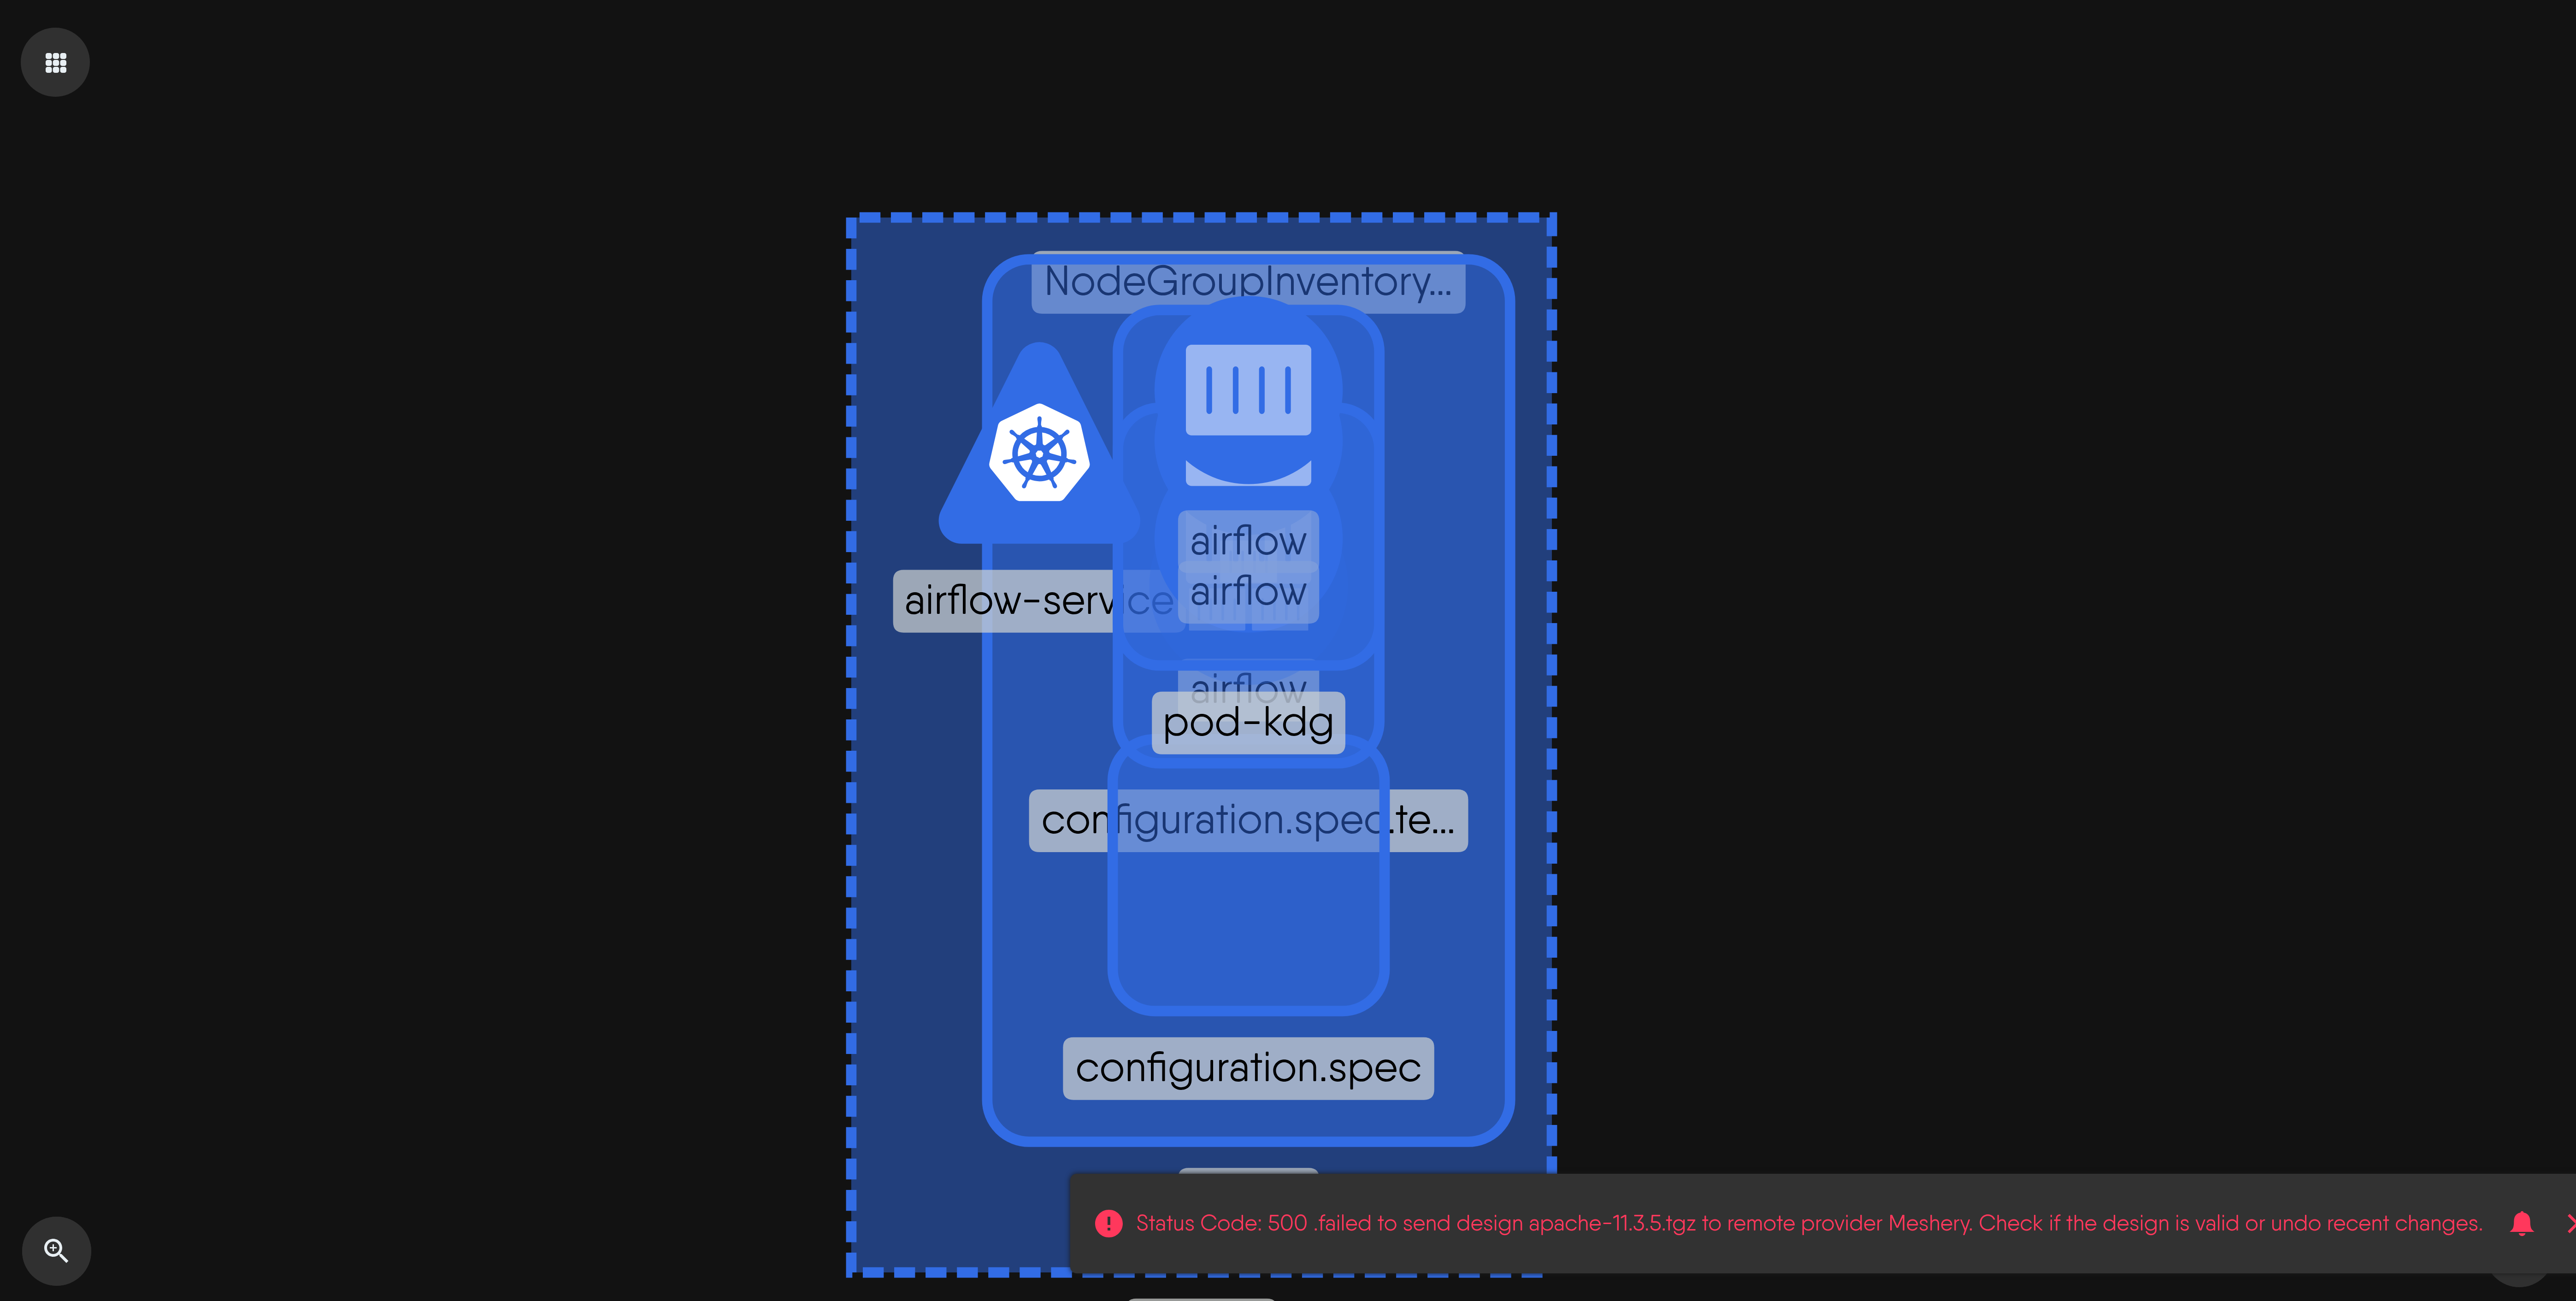 NodeGroupInventory...
airflow
airflow
airflow-service
airflow
pod-kdg
configuration.spec.te...
configuration.spec
Status Code: 500 .failed to send design apache-11.3.5.tgz to remote provider Meshery. Check if the design is valid or undo recent changes.